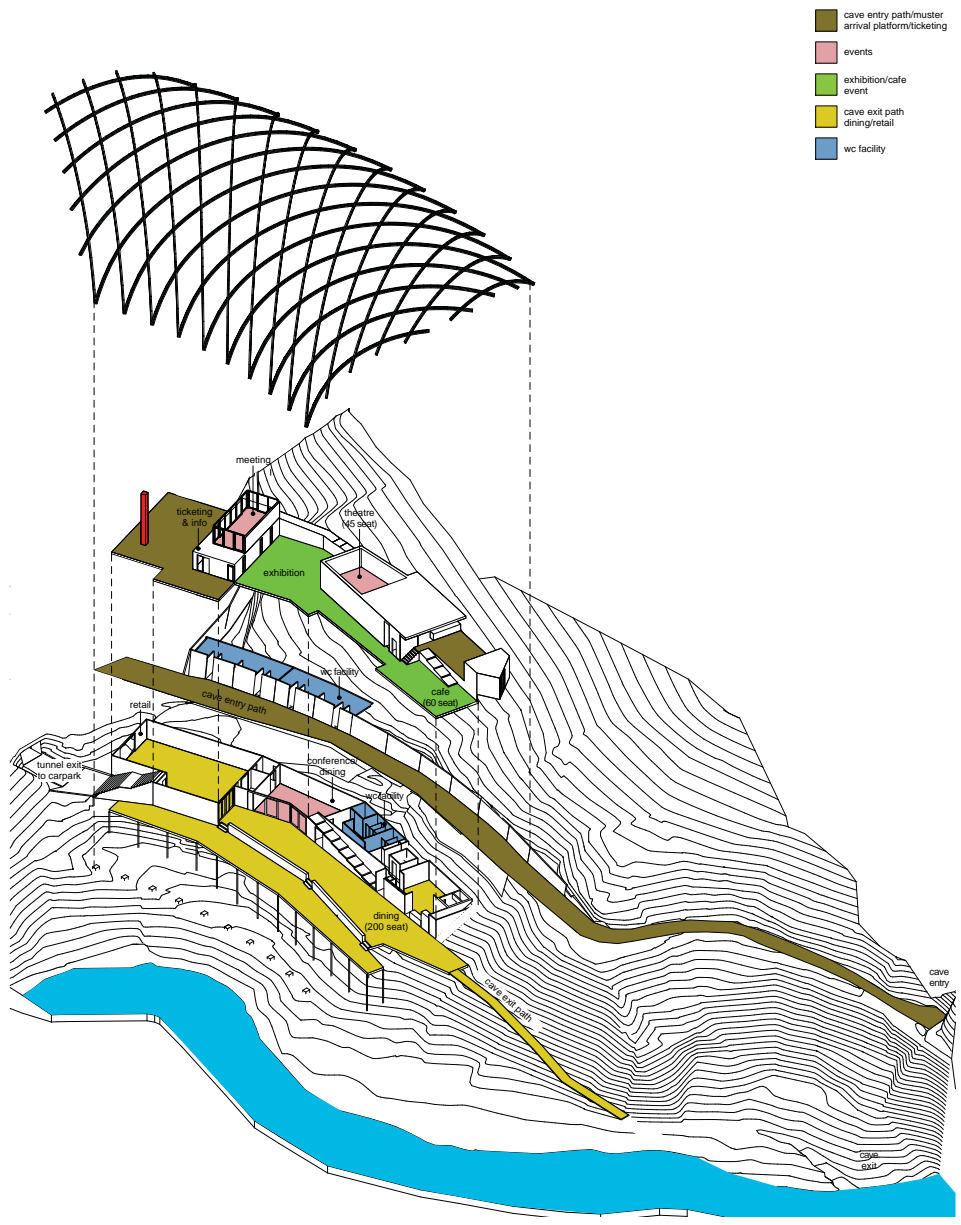 cave entry path/muster
arrival platform/ticketing
events
exhibition/cafe
event
cave exit path
dining/retail
wc facility
meeting
ticketing
& info
theatre
(45 seat)
exhibition
wc facility
cafe
(60 seat)
cave entry path
retail
tunnel exit
to carpark
conference/
dining
wc facility
dining
(200 seat)
cave exit path
cave
entry
cave
exit